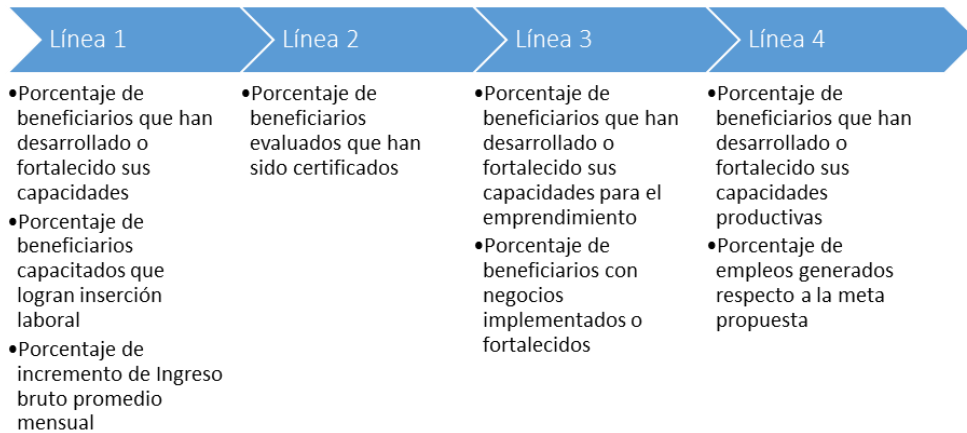 Línea 1
•Porcentaje de
beneficiarios que han
desarrollado o
fortalecido sus
capacidades
•Porcentaje de
beneficiarios
capacitados que
logran inserción
laboral
•Porcentaje de
incremento de Ingreso
bruto promedio
mensual
Línea 2
•Porcentaje de
beneficiarios
evaluados que han
sido certificados
Línea 3
•Porcentaje de
beneficiarios que han
desarrollado o
fortalecido sus
capacidades para el
emprendimiento
•Porcentaje de
beneficiarios con
negocios
implementados o
fortalecidos
Línea 4
•Porcentaje de
beneficiarios que han
desarrollado o
fortalecido sus
capacidades
productivas
•Porcentaje de
empleos generados
respecto a la meta
propuesta